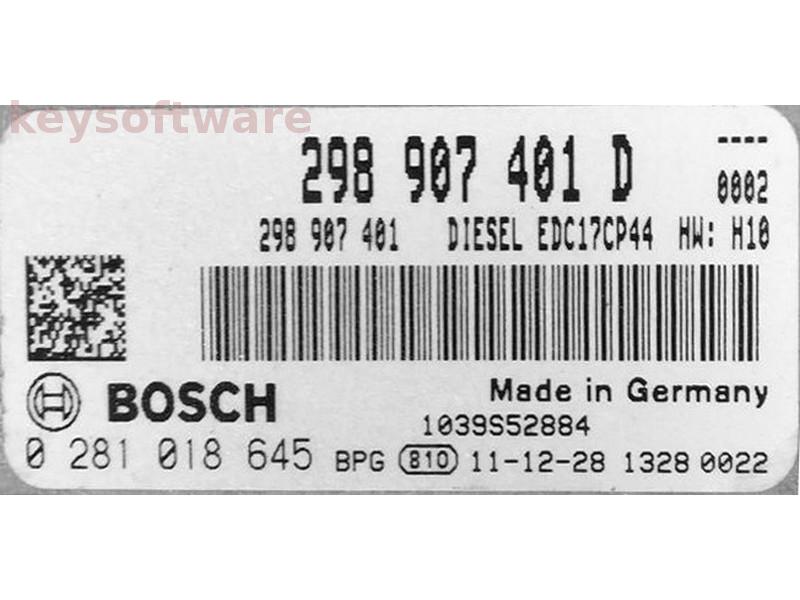 keysoftware
298 907 401 D
----
0002
298 907 401 DIESEL EDC17CP44 HW: H10
BOSCH
Made in Germany
1039S52884
0 281 018 645 BPG 810 11-12-28 1328 0022